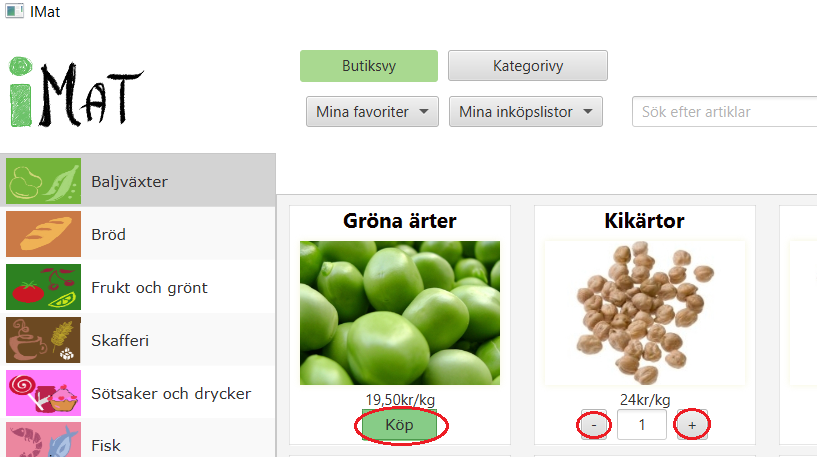 IMat
iMAT
Butiksvy
Kategorivy
Mina favoriter
Mina inköpslistor
Sök efter artiklar
Baljväxter
Bröd
Frukt och grönt
Skafferi
Sötsaker och drycker
Fisk
Gröna ärter
19,50kr/kg
Köp
Kikärtor
24kr/kg
- 1 +